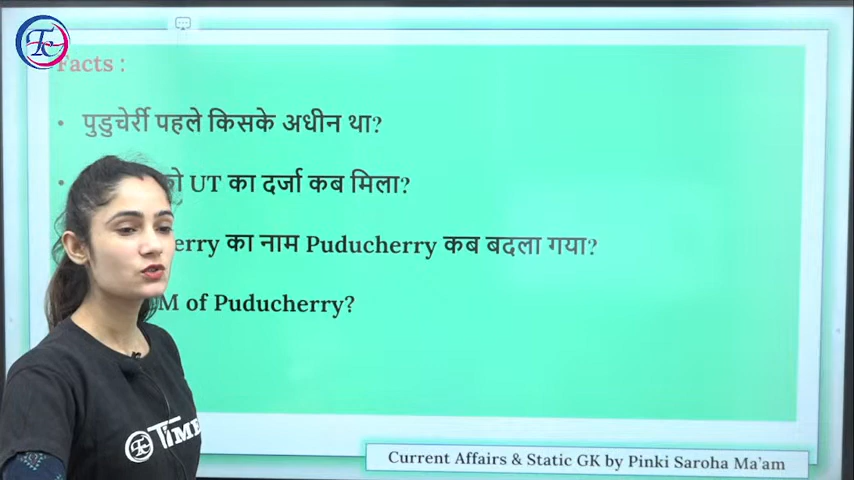 Facts :
• पुडुचेर्री पहले किसके अधीन था?
• को UT का दर्जा कब मिला?
erry का नाम Puducherry कब बदला गया?
M of Puducherry?
TIME
Current Affairs & Static GK by Pinki Saroha Ma'am